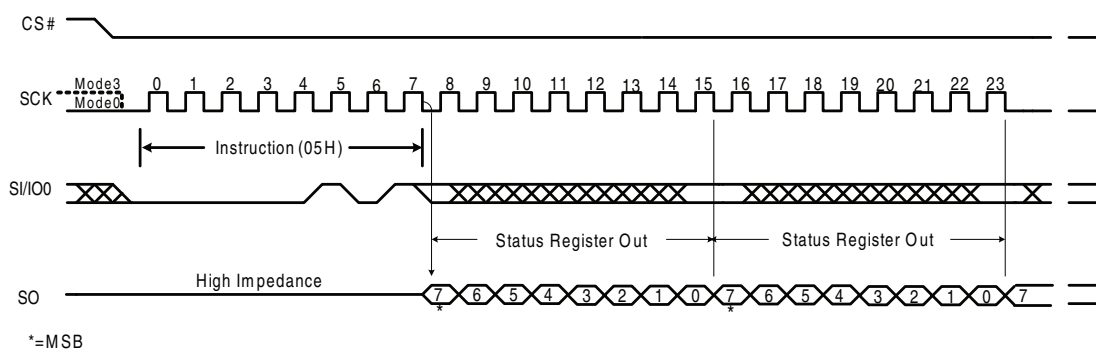 CS#
Mode3
SCK
Mode0
0 1 2 3 4 5 6 7 8 9 10 11 12 13 14 15 16 17 18 19 20 21 22 23
Instruction (05H)
SI/IO0
Status Register Out
Status Register Out
High Impedance
SO
7 6 5 4 3 2 1 0 7 6 5 4 3 2 1 0 7
* *
*=MSB